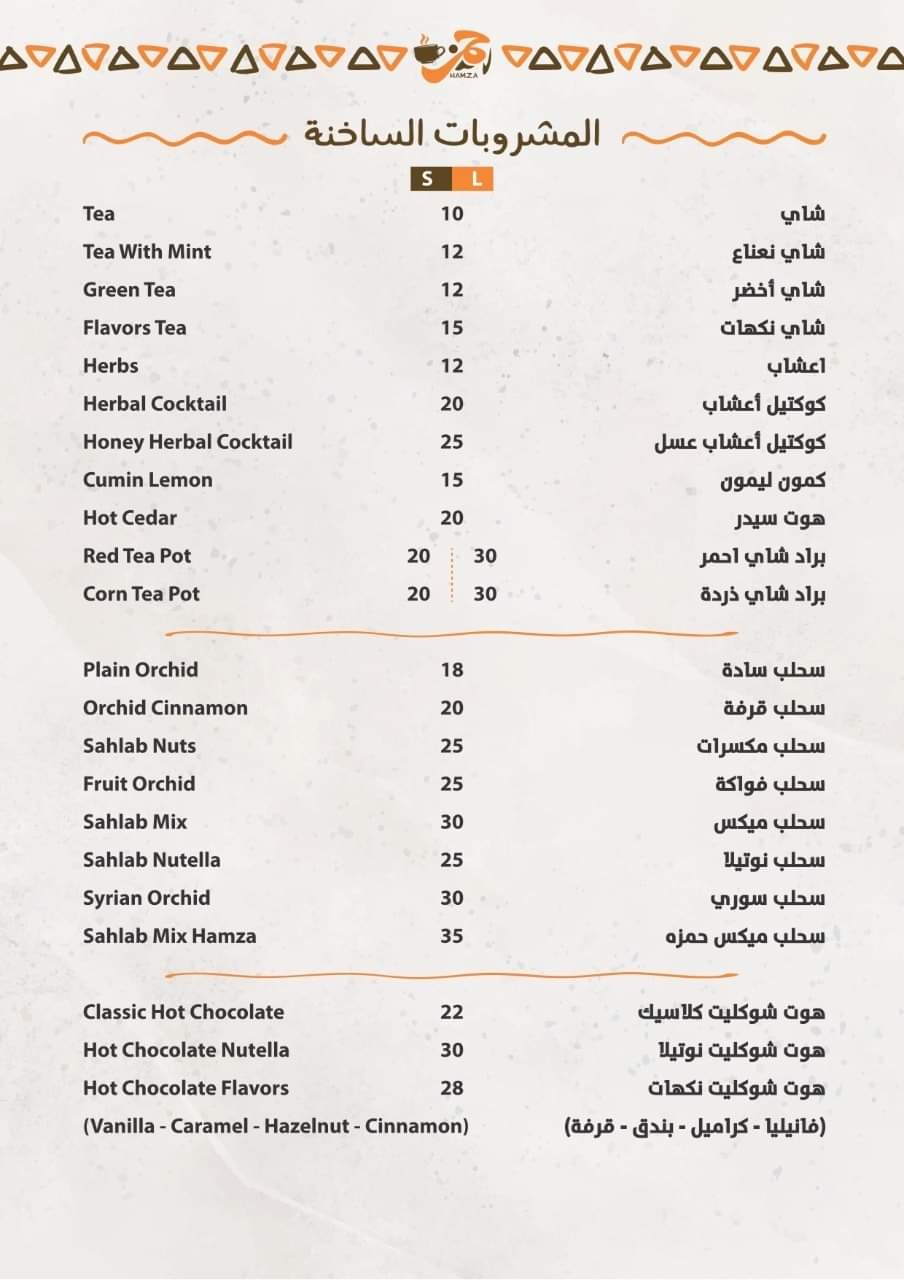 حمزة
HAMZA
المشروبات الساخنة
S L
Tea 10 شاي
Tea With Mint 12 شاي نعناع
Green Tea 12 شاي أخضر
Flavors Tea 15 شاي نكهات
Herbs 12 اعشاب
Herbal Cocktail 20 كوكتيل أعشاب
Honey Herbal Cocktail 25 كوكتيل أعشاب عسل
Cumin Lemon 15 كمون ليمون
Hot Cedar 20 هوت سيدر
Red Tea Pot 20 30 براد شاي احمر
Corn Tea Pot 20 30 براد شاي ذردة
Plain Orchid 18 سحلب سادة
Orchid Cinnamon 20 سحلب قرفة
Sahlab Nuts 25 سحلب مكسرات
Fruit Orchid 25 سحلب فواكة
Sahlab Mix 30 سحلب ميكس
Sahlab Nutella 25 سحلب نوتيلا
Syrian Orchid 30 سحلب سوري
Sahlab Mix Hamza 35 سحلب ميكس حمزه
Classic Hot Chocolate 22 هوت شوكليت كلاسيك
Hot Chocolate Nutella 30 هوت شوكليت نوتيلا
Hot Chocolate Flavors 28 هوت شوكليت نكهات
(Vanilla - Caramel - Hazelnut - Cinnamon) (فانيليا - كراميل - بندق - قرفة)